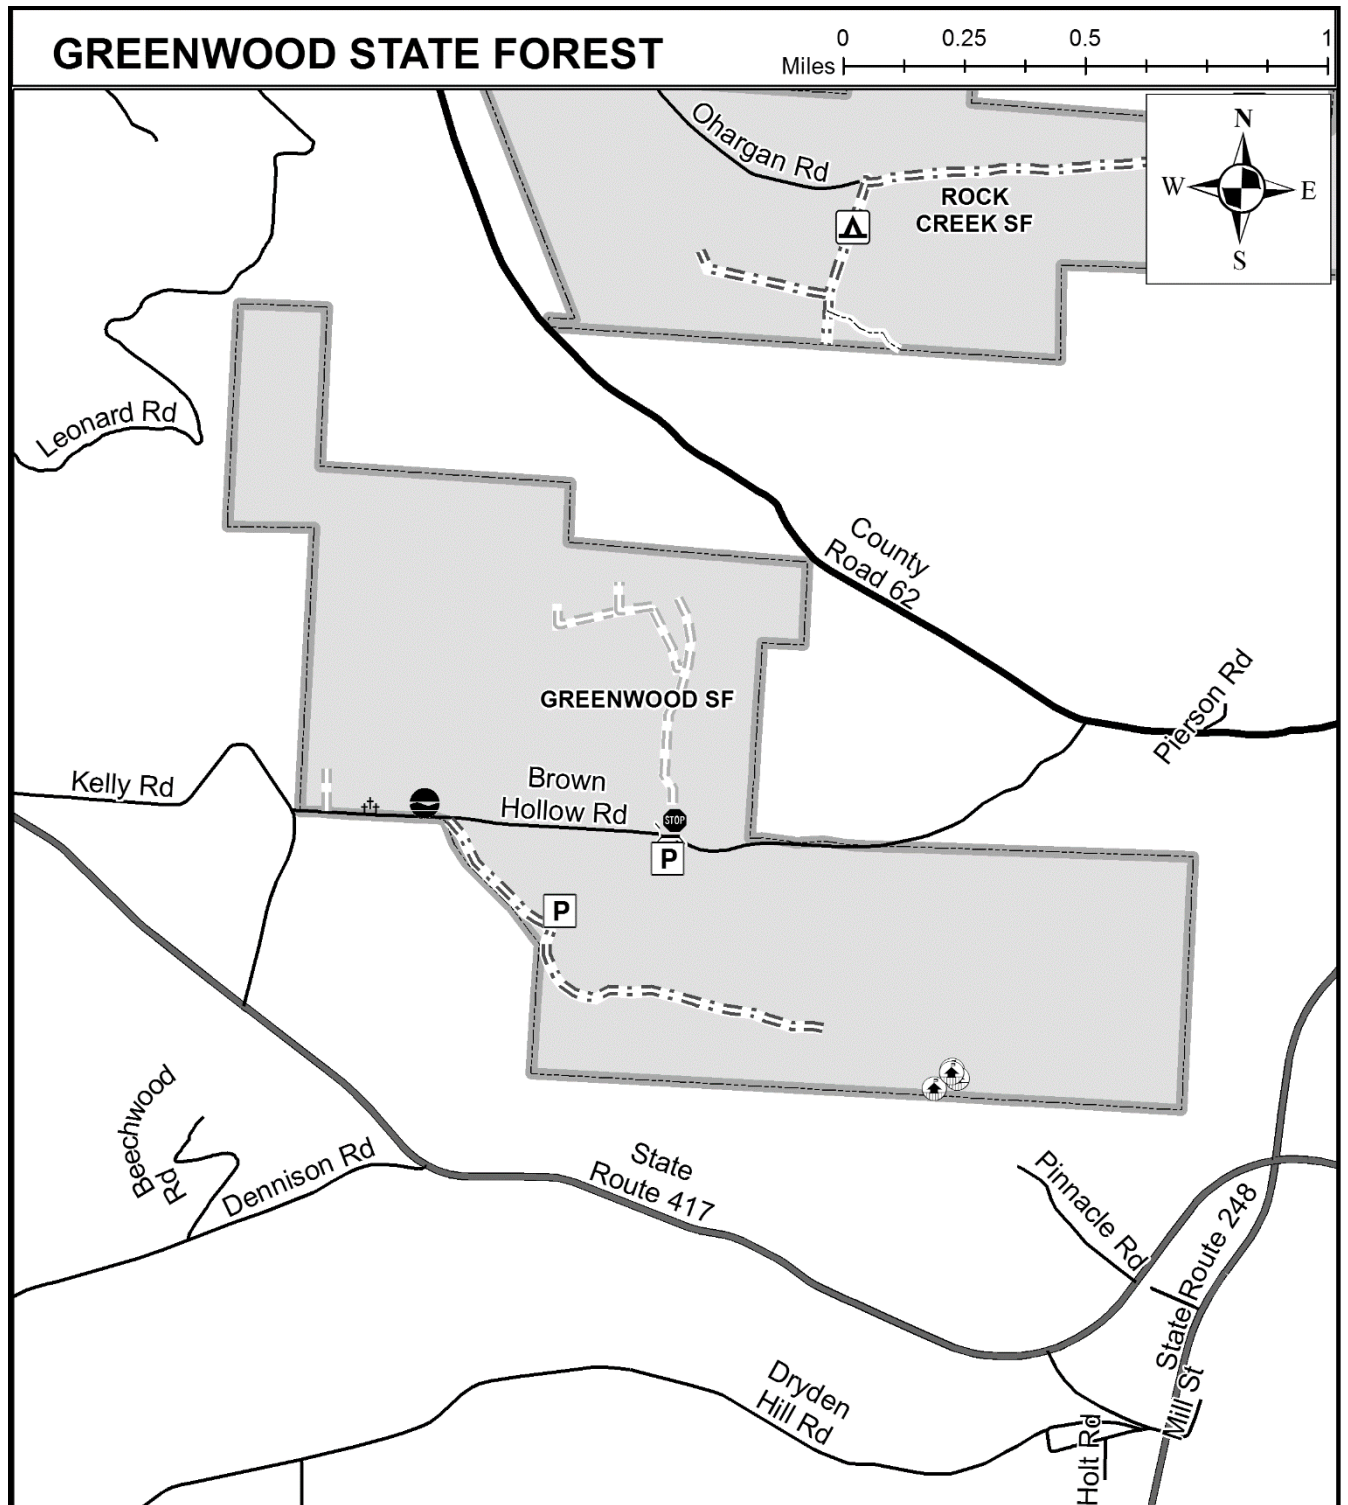 GREENWOOD STATE FOREST
0 0.25 0.5 1
Miles
N
W E
S
Ohargan Rd
ROCK
CREEK SF
Leonard Rd
County
Road 62
Pierson Rd
GREENWOOD SF
Kelly Rd
Brown
Hollow Rd
STOP
P
P
Beechwood
Rd
Dennison Rd
State
Route 417
Pinnacle Rd
State Route 248
Dryden
Hill Rd
Mill St
Holt Rd